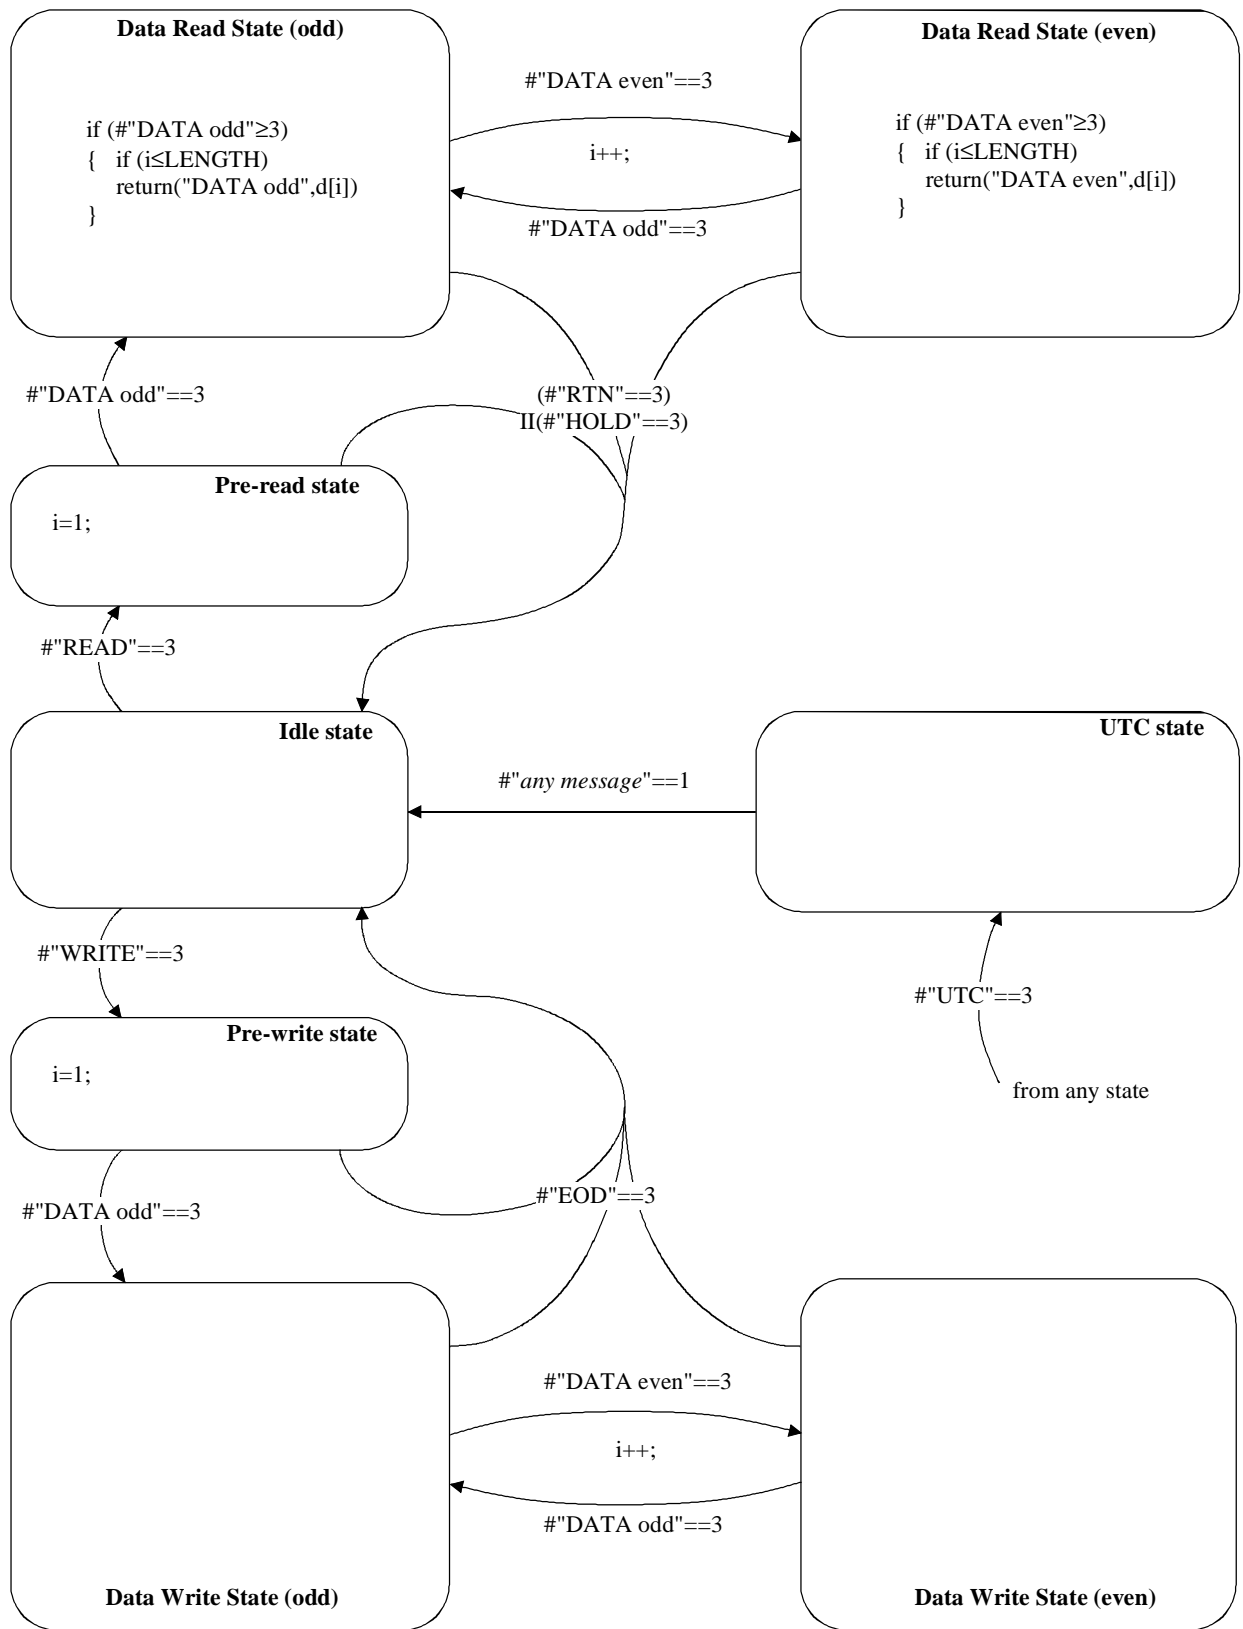 Data Read State (odd)
Data Read State (even)
#"DATA even"==3
if (#"DATA odd"≥3)
{ if (i≤LENGTH)
return("DATA odd",d[i])
}
i++;
if (#"DATA even"≥3)
{ if (i≤LENGTH)
return("DATA even",d[i])
}
#"DATA odd"==3
#"DATA odd"==3
(#"RTN"==3)
II(#"HOLD"==3)
Pre-read state
i=1;
#"READ"==3
Idle state
UTC state
#"any message"==1
#"WRITE"==3
#"UTC"==3
Pre-write state
i=1;
from any state
#"DATA odd"==3
#"EOD"==3
#"DATA even"==3
i++;
#"DATA odd"==3
Data Write State (odd)
Data Write State (even)